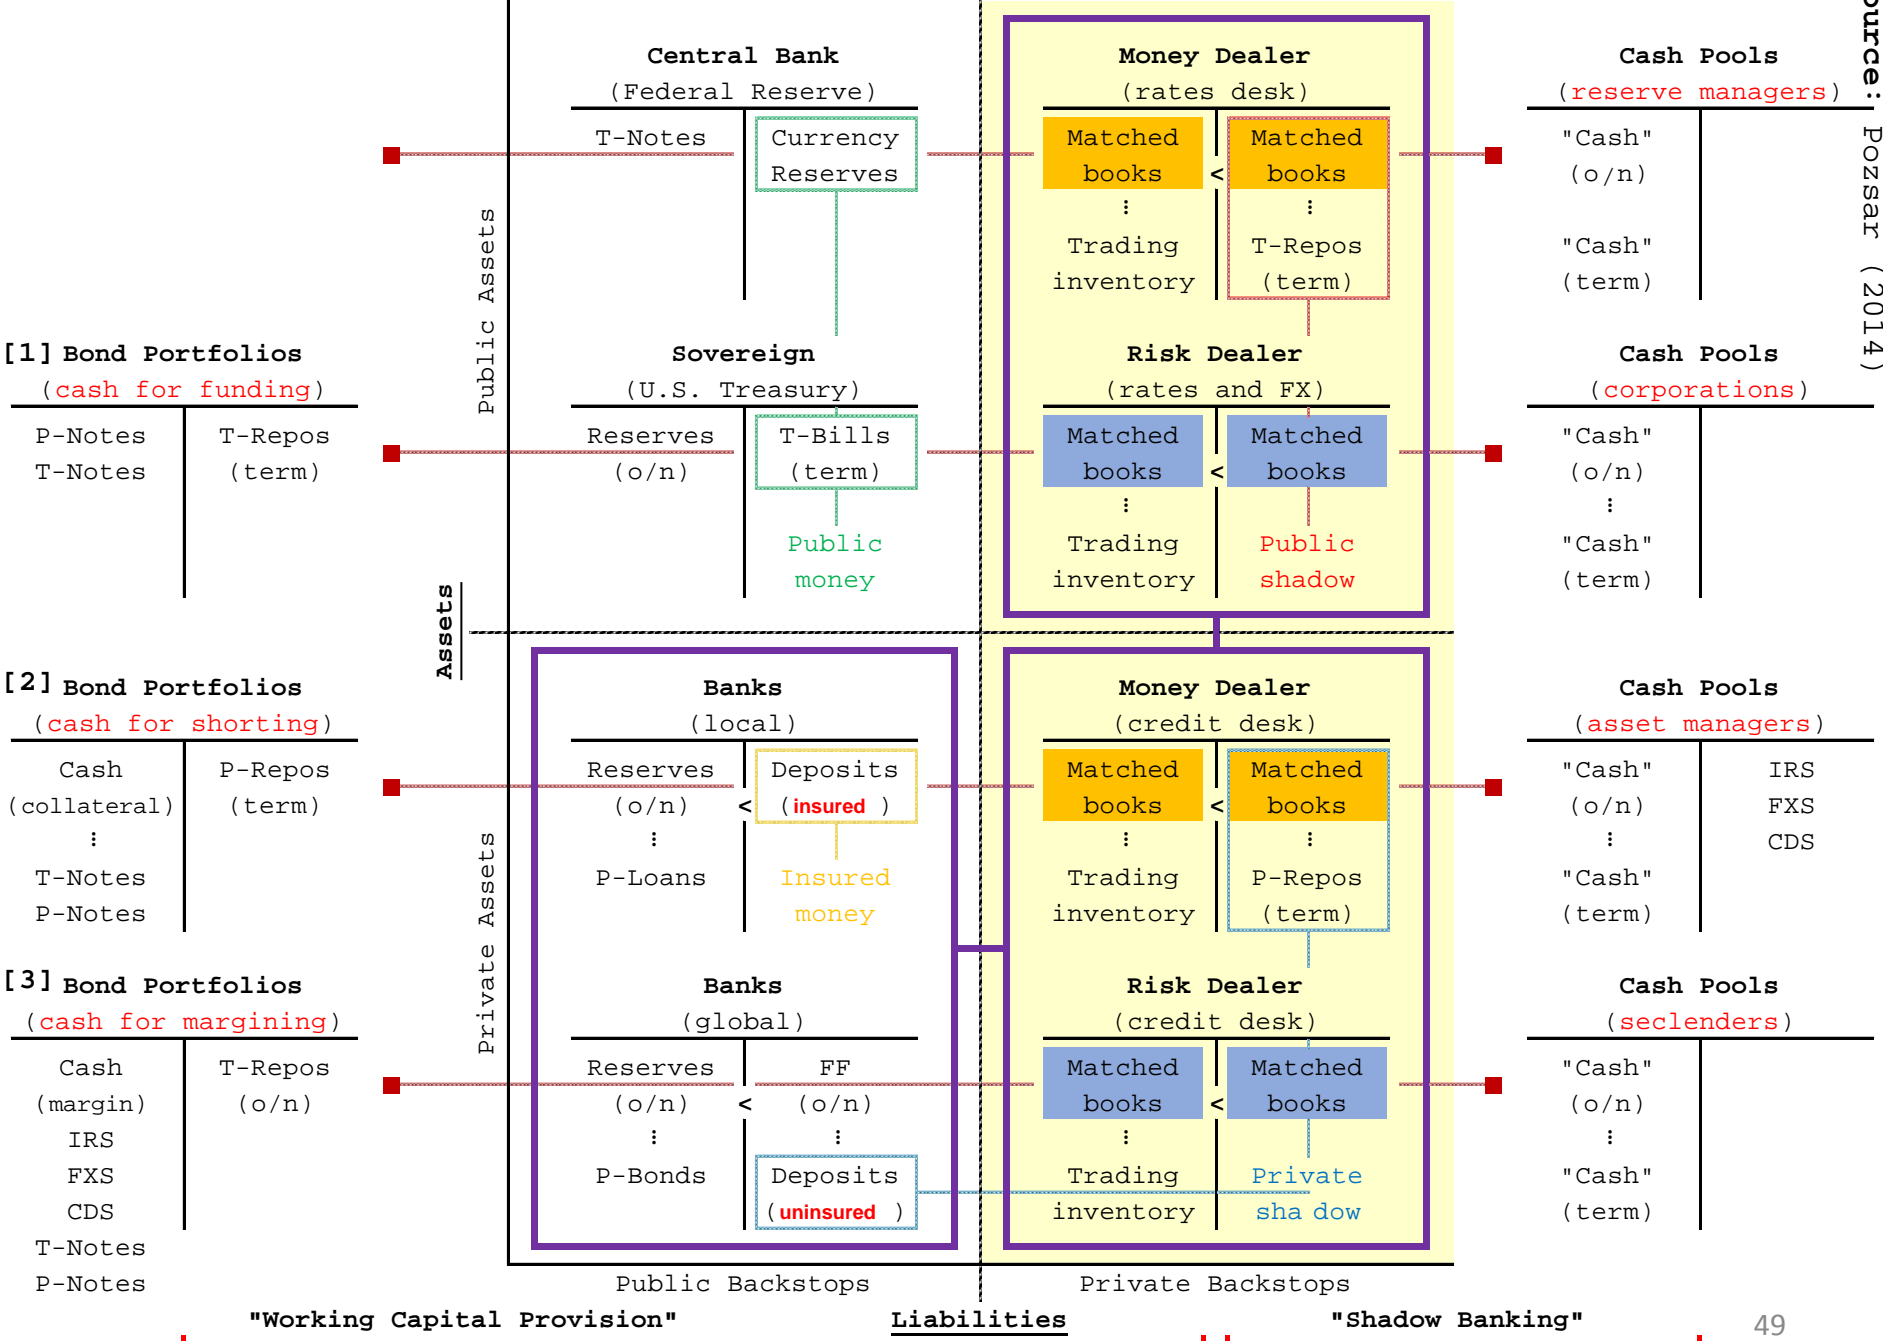 Central Bank
(Federal Reserve)
T-Notes
Currency
Reserves
Money Dealer
(rates desk)
Matched
books
⋮
Trading
inventory
<
Matched
books
⋮
T-Repos
(term)
Cash Pools
(reserve managers)
"Cash"
(o/n)
"Cash"
(term)
Pozsar (2014)
Public Assets
[1] Bond Portfolios
(cash for funding)
P-Notes
T-Notes
T-Repos
(term)
Sovereign
(U.S. Treasury)
Reserves
(o/n)
T-Bills
(term)
Public
money
Risk Dealer
(rates and FX)
Matched
books
⋮
Trading
inventory
<
Matched
books
Public
shadow
Cash Pools
(corporations)
"Cash"
(o/n)
⋮
"Cash"
(term)
Assets
[2] Bond Portfolios
(cash for shorting)
Cash
(collateral)
⋮
T-Notes
P-Notes
P-Repos
(term)
Private Assets
Banks
(local)
Reserves
(o/n)
⋮
P-Loans
<
Deposits
(insured )
Insured
money
Money Dealer
(credit desk)
Matched
books
⋮
Trading
inventory
<
Matched
books
⋮
P-Repos
(term)
Cash Pools
(asset managers)
"Cash"
(o/n)
⋮
"Cash"
(term)
IRS
FXS
CDS
[3] Bond Portfolios
(cash for margining)
Cash
(margin)
IRS
FXS
CDS
T-Notes
P-Notes
T-Repos
(o/n)
Banks
(global)
Reserves
(o/n)
⋮
P-Bonds
<
FF
(o/n)
⋮
Deposits
(uninsured )
Risk Dealer
(credit desk)
Matched
books
⋮
Trading
inventory
<
Matched
books
Private
sha dow
Cash Pools
(seclenders)
"Cash"
(o/n)
⋮
"Cash"
(term)
Public Backstops
Private Backstops
"Working Capital Provision"
Liabilities
"Shadow Banking"
49